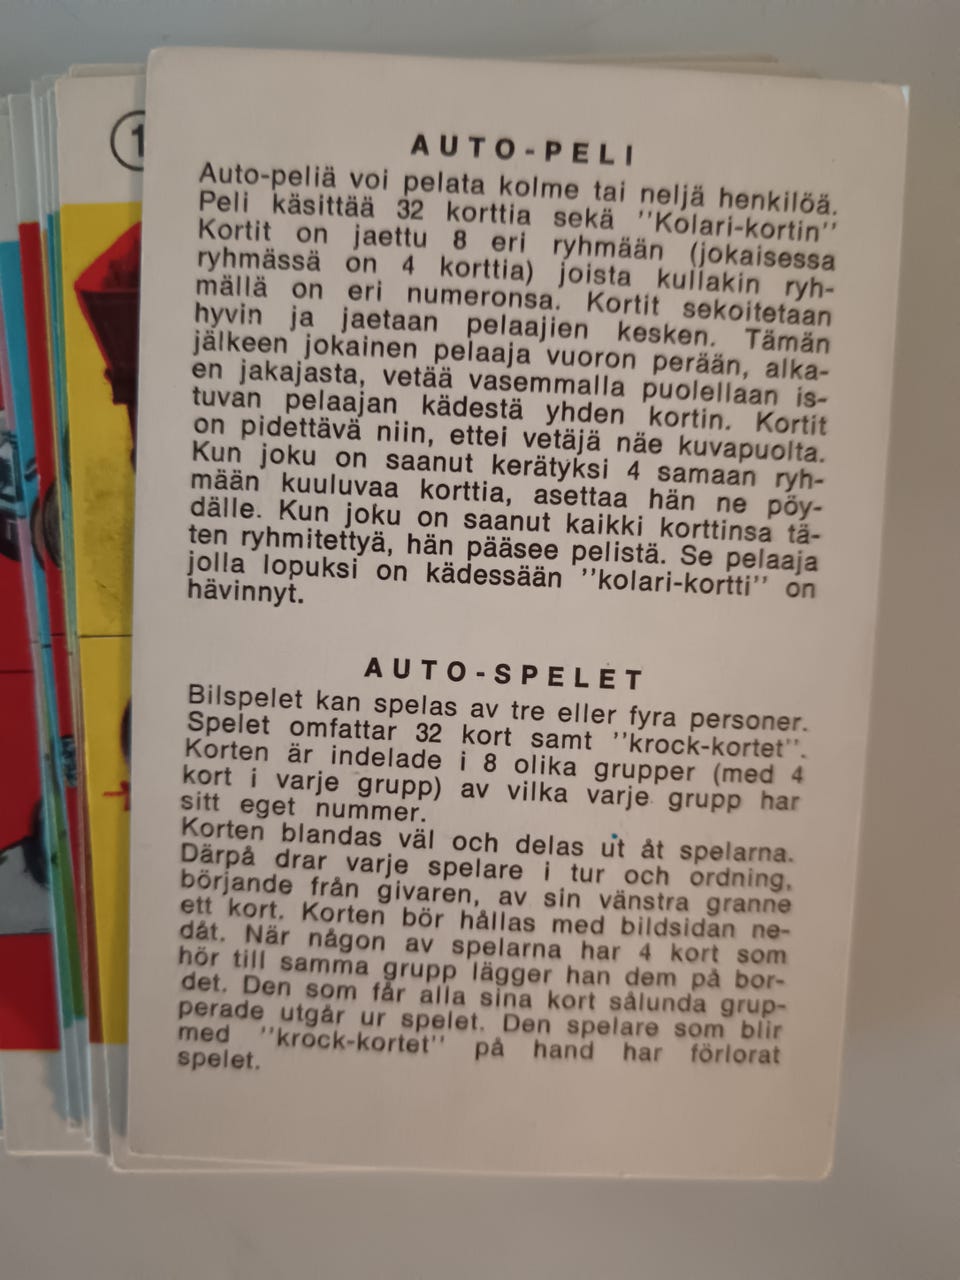 1
AUTO-PELI
Auto-peliä voi pelata kolme tai neljä henkilöä.
Peli käsittää 32 korttia sekä ''Kolari-kortin''
Kortit on jaettu 8 eri ryhmään (jokaisessa
ryhmässä on 4 korttia) joista kullakin ryh-
mällä on eri numeronsa. Kortit sekoitetaan
hyvin ja jaetaan pelaajien kesken. Tämän
jälkeen jokainen pelaaja vuoron perään, alka-
en jakajasta, vetää vasemmalla puolellaan is-
tuvan pelaajan kädestä yhden kortin. Kortit
on pidettävä niin, ettei vetäjä näe kuvapuolta.
Kun joku on saanut kerätyksi 4 samaan ryh-
mään kuuluvaa korttia, asettaa hän ne pöy-
dälle. Kun joku on saanut kaikki korttinsa tä-
ten ryhmitettyä, hän pääsee pelistä. Se pelaaja
jolla lopuksi on kädessään ''kolari-kortti'' on
hävinnyt.
AUTO-SPELET
Bilspelet kan spelas av tre eller fyra personer.
Spelet omfattar 32 kort samt ''krock-kortet''.
Korten är indelade i 8 olika grupper (med 4
kort i varje grupp) av vilka varje grupp har
sitt eget nummer.
Korten blandas väl och delas ut åt spelarna.
Därpå drar varje spelare i tur och ordning,
börjande från givaren, av sin vänstra granne
ett kort. Korten bör hållas med bildsidan ne-
dåt. När någon av spelarna har 4 kort som
hör till samma grupp lägger han dem på bor-
det. Den som får alla sina kort sålunda grup-
perade utgår ur spelet. Den spelare som blir
med ''krock-kortet'' på hand har förlorat
spelet.